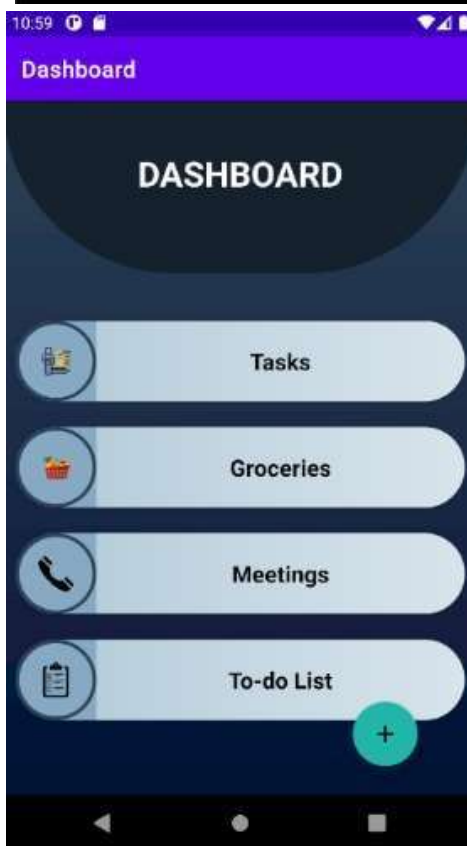 10:59
Dashboard
DASHBOARD
Tasks
Groceries
Meetings
To-do List
+